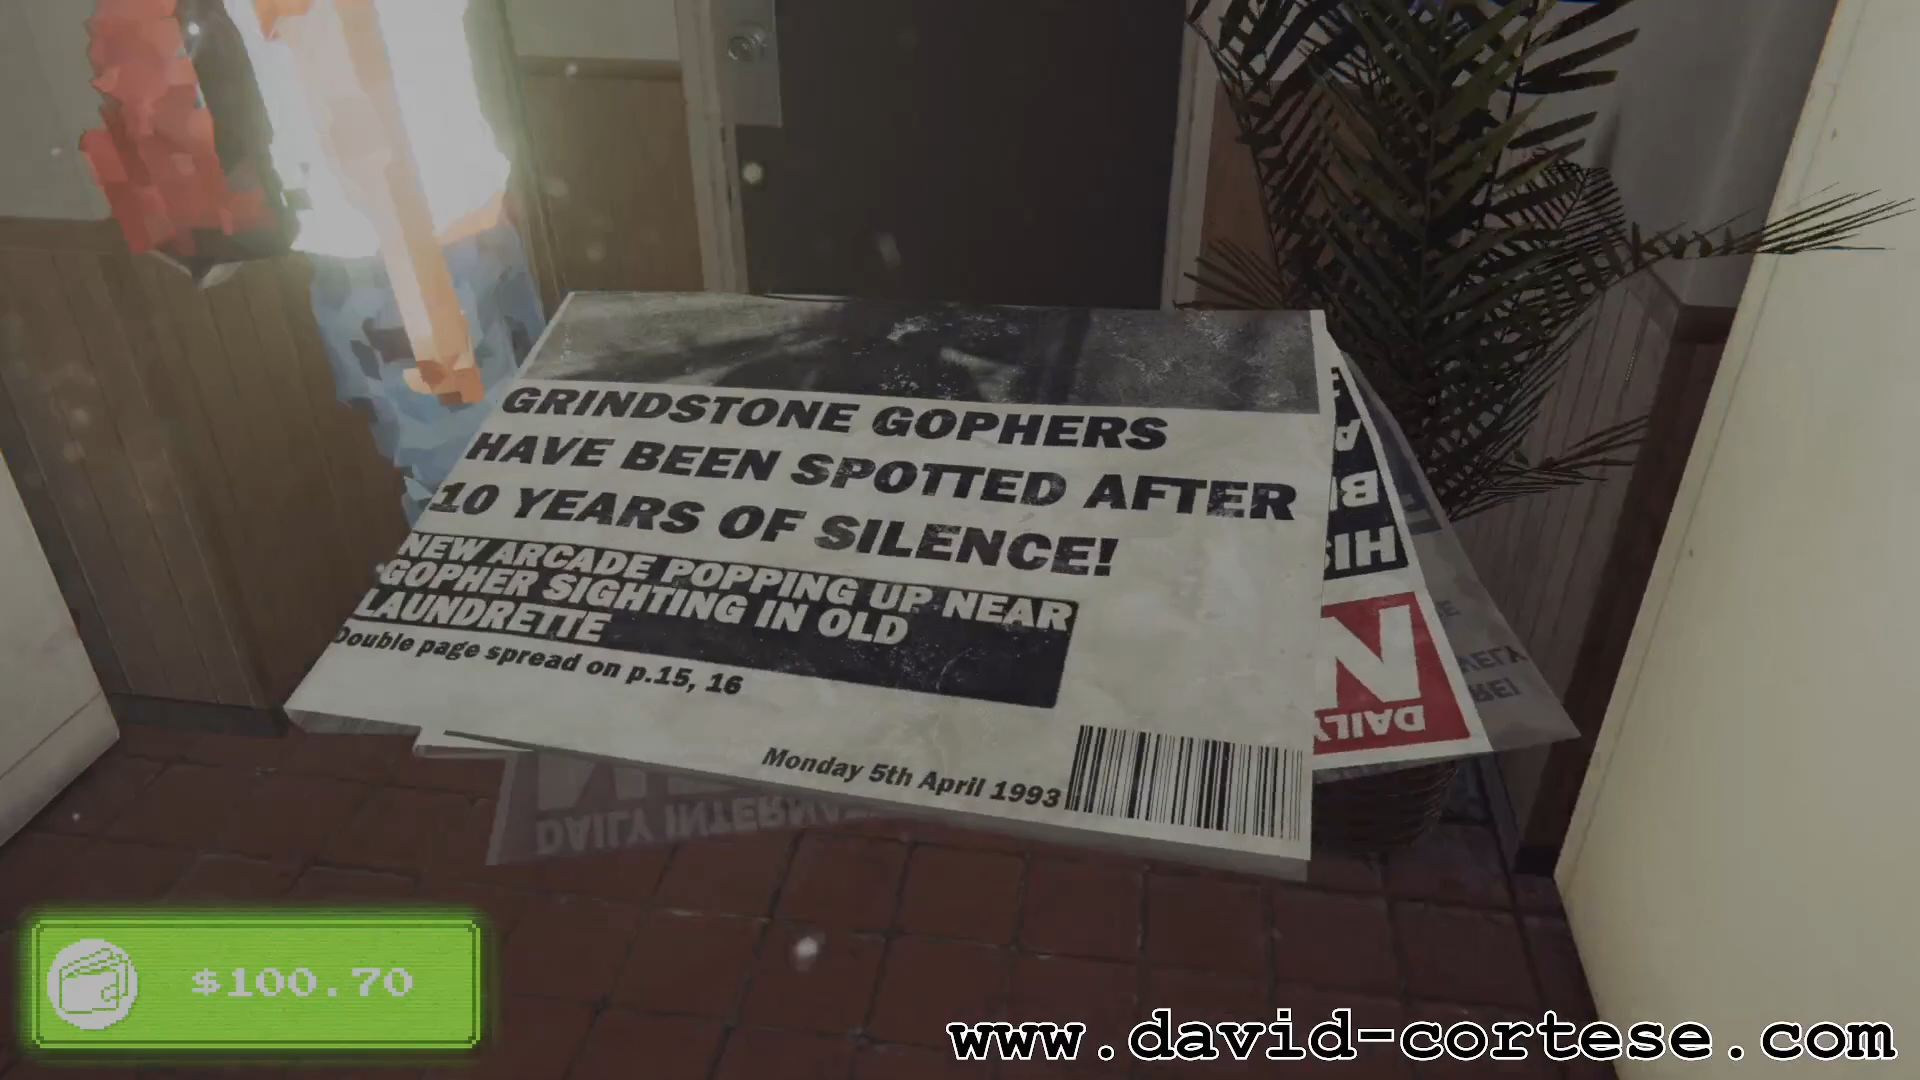 GRINDSTONE GOPHERS
HAVE BEEN SPOTTED AFTER
10 YEARS OF SILENCE!
NEW ARCADE POPPING UP NEAR
GOPHER SIGHTING IN OLD
LAUNDRETTE
Double page spread on p.15, 16
Monday 5th April 1993
N
DAILY
DAILY
$100.70
www.david-cortese.com